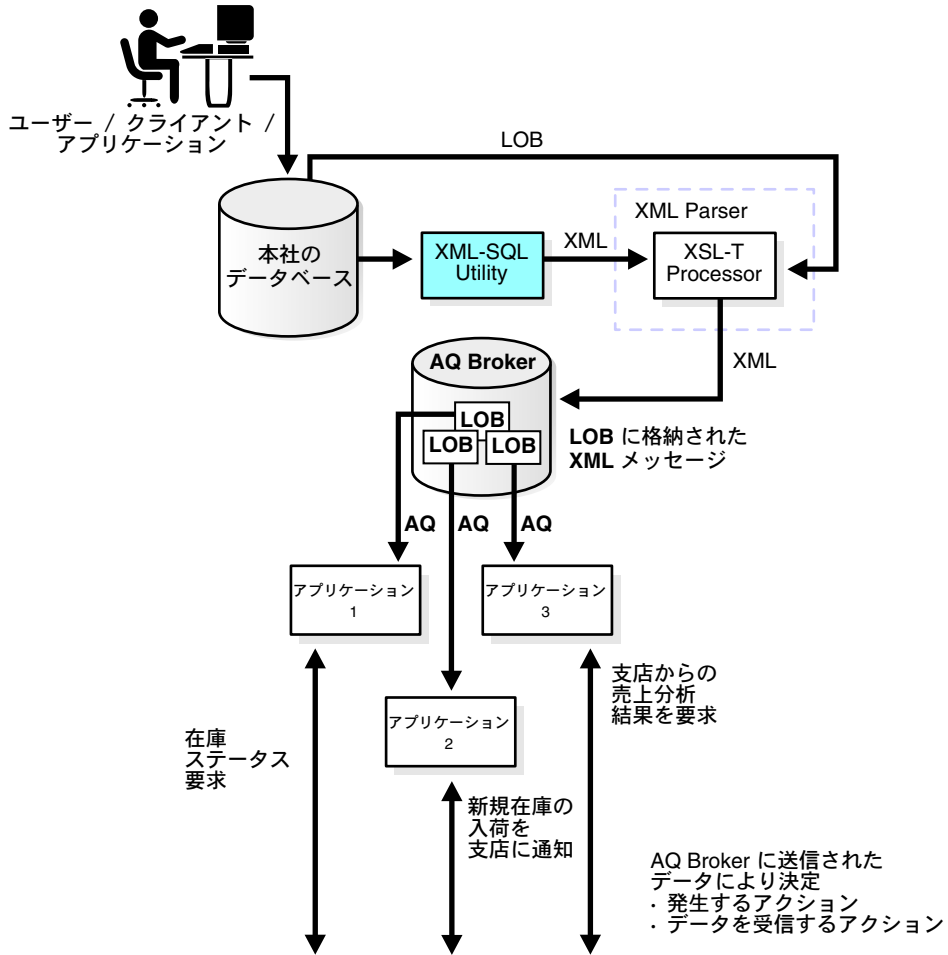 ユーザー / クライアント /
アプリケーション
LOB
本社の
データベース
XML-SQL
Utility
XML
XML Parser
XSL-T
Processor
XML
AQ Broker
LOB
LOB
LOB
LOB に格納された
XML メッセージ
AQ
AQ
AQ
アプリケーション
1
アプリケーション
3
アプリケーション
2
在庫
ステータス
要求
支店からの
売上分析
結果を要求
新規在庫の
入荷を
支店に通知
AQ Broker に送信された
データにより決定
. 発生するアクション
. データを受信するアクション